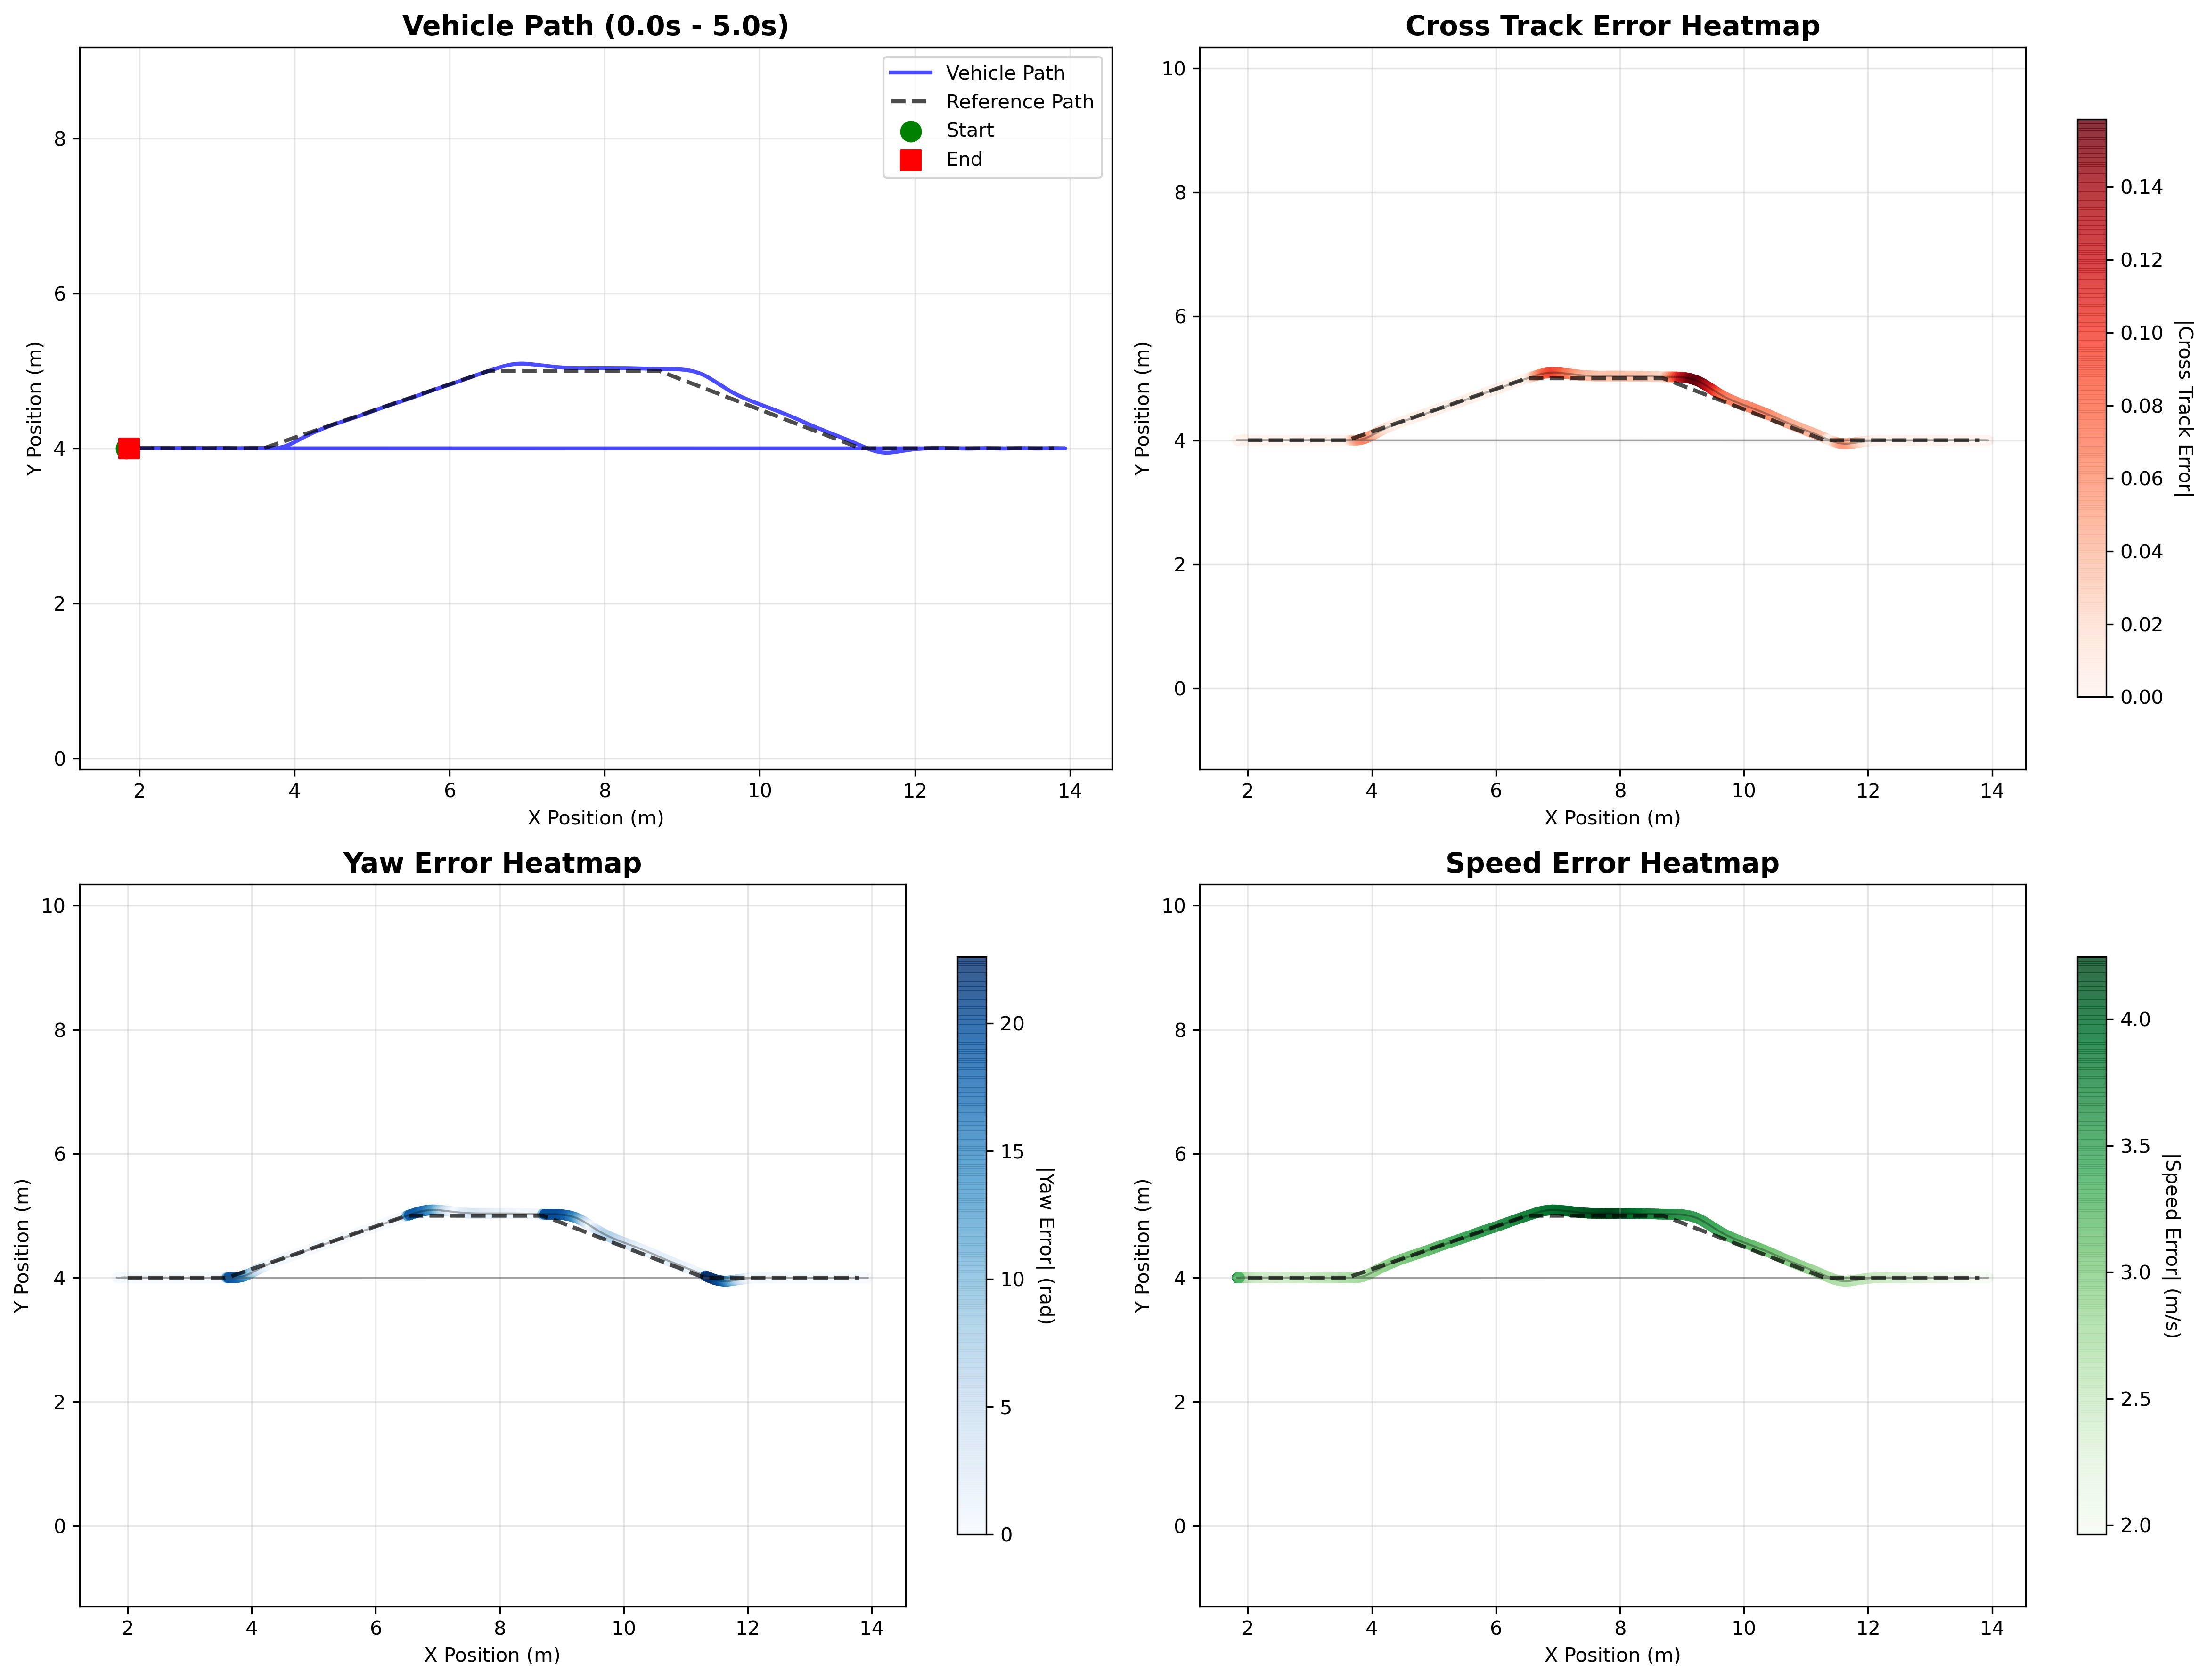 Vehicle Path (0.0s - 5.0s)
Vehicle Path
Reference Path
Start
End
8
6
4
2
0
Y Position (m)
2 4 6 8 10 12 14
X Position (m)
Cross Track Error Heatmap
10
8
6
4
2
0
Y Position (m)
2 4 6 8 10 12 14
X Position (m)
0.14
0.12
0.10
0.08
0.06
0.04
0.02
0.00
|Cross Track Error|
Yaw Error Heatmap
10
8
6
4
2
0
Y Position (m)
2 4 6 8 10 12 14
X Position (m)
20
15
10
5
0
|Yaw Error| (rad)
Speed Error Heatmap
10
8
6
4
2
0
Y Position (m)
2 4 6 8 10 12 14
X Position (m)
4.0
3.5
3.0
2.5
2.0
|Speed Error| (m/s)